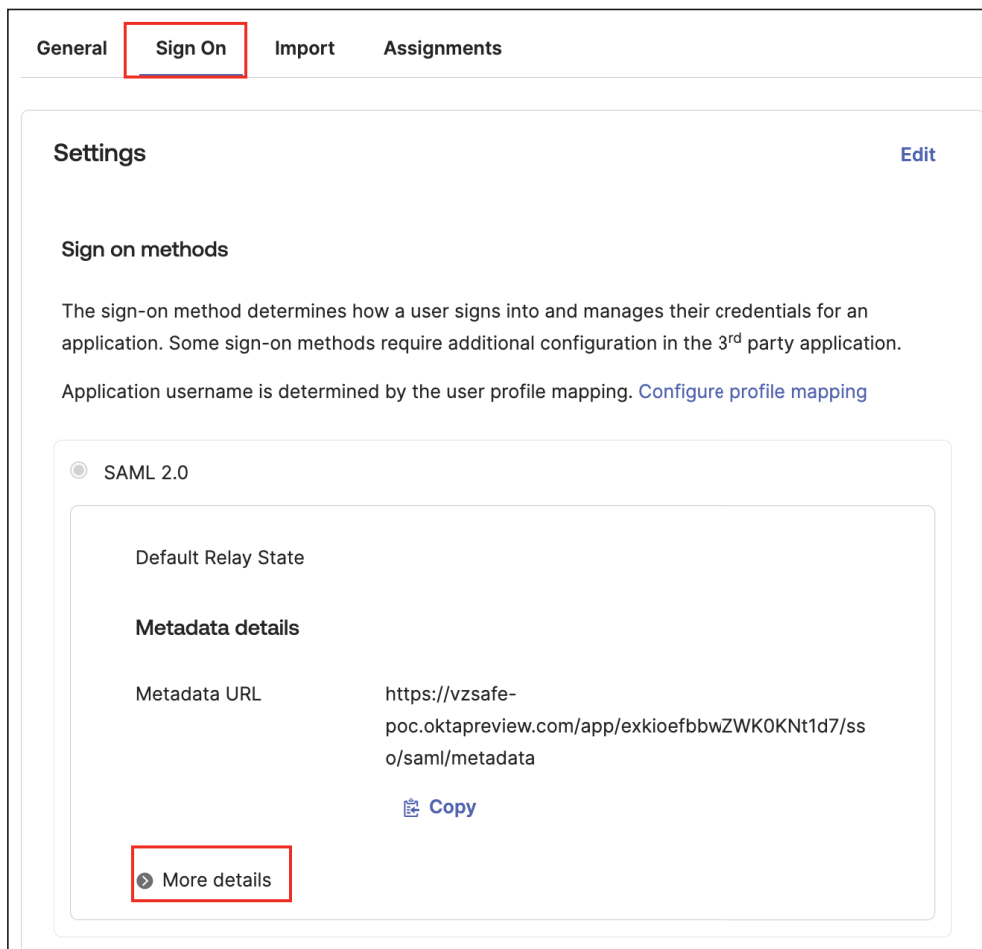 General Sign On Import Assignments
Settings Edit
Sign on methods
The sign-on method determines how a user signs into and manages their credentials for an
application. Some sign-on methods require additional configuration in the 3rd party application.
Application username is determined by the user profile mapping. Configure profile mapping
SAML 2.0
Default Relay State
Metadata details
Metadata URL https://vzsafe-
poc.oktapreview.com/app/exkioefbbwZWK0KNt1d7/ss
o/saml/metadata
Copy
More details